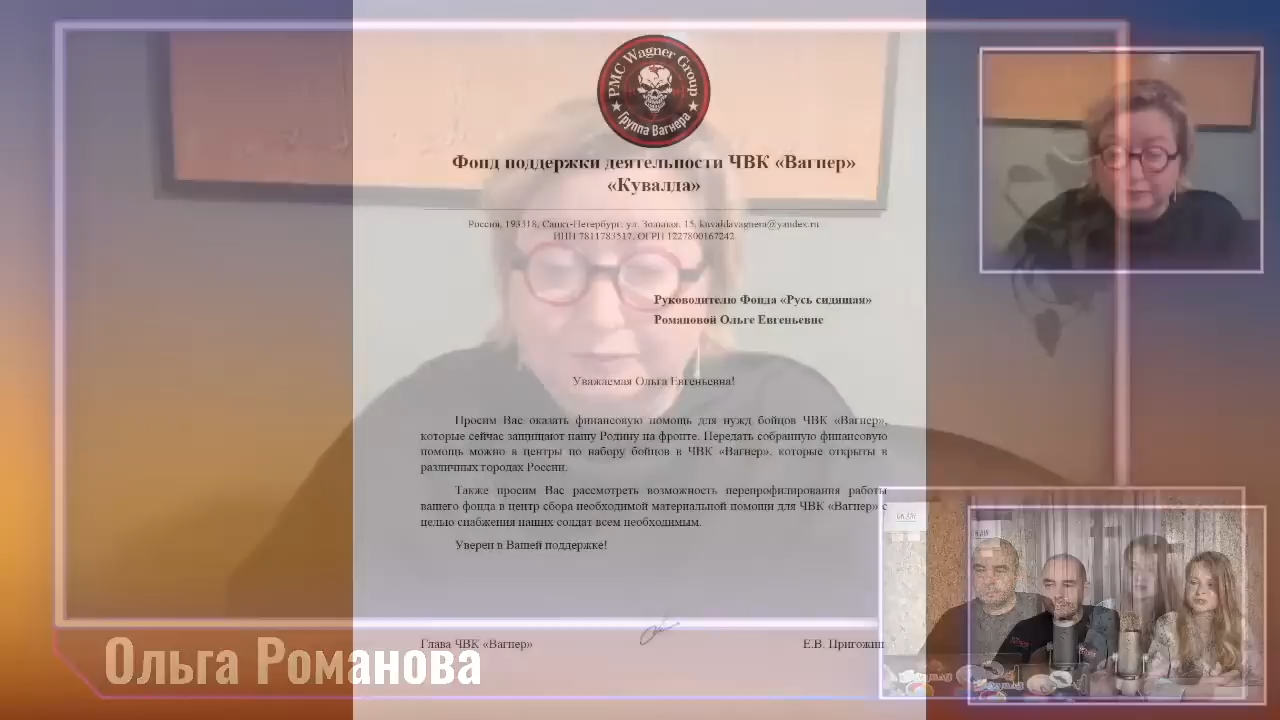 PMC Wagner Group
Группа Вагнера
Фонд поддержки деятельности ЧВК «Вагнер»
«Кувалда»
Россия, 193318, Санкт-Петербург, ул. Зольная, 15, kuvaldavagnera@yandex.ru
ИНН 7811783517, ОГРН 1227800167242
Руководителю Фонда «Русь сидящая»
Романовой Ольге Евгеньевне
Уважаемая Ольга Евгеньевна!
Просим Вас оказать финансовую помощь для нужд бойцов ЧВК «Вагнер»,
которые сейчас защищают нашу Родину на фронте. Передать собранную финансовую
помощь можно в центры по набору бойцов в ЧВК «Вагнер», которые открыты в
различных городах России.
Также просим Вас рассмотреть возможность перепрофилирования работы
вашего фонда в центр сбора необходимой материальной помощи для ЧВК «Вагнер» с
целью снабжения наших солдат всем необходимым.
Уверен в Вашей поддержке!
Глава ЧВК «Вагнер»
Е.В. Пригожин
Ольга Романова